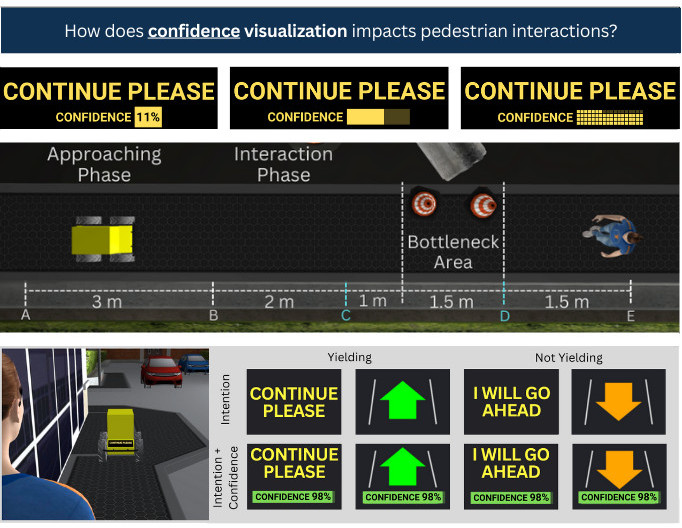 How does confidence visualization impacts pedestrian interactions?
CONTINUE PLEASE
CONFIDENCE 11%
CONTINUE PLEASE
CONFIDENCE
CONTINUE PLEASE
CONFIDENCE
Approaching
Phase
Interaction
Phase
Bottleneck
Area
3 m
2 m
1 m
1.5 m
1.5 m
A
B
C
D
E
CONTINUE PLEASE
Yielding
Not Yielding
Intention
CONTINUE
PLEASE
I WILL GO
AHEAD
Intention +
Confidence
CONTINUE
PLEASE
CONFIDENCE 98%
CONFIDENCE 98%
I WILL GO
AHEAD
CONFIDENCE 98%
CONFIDENCE 98%